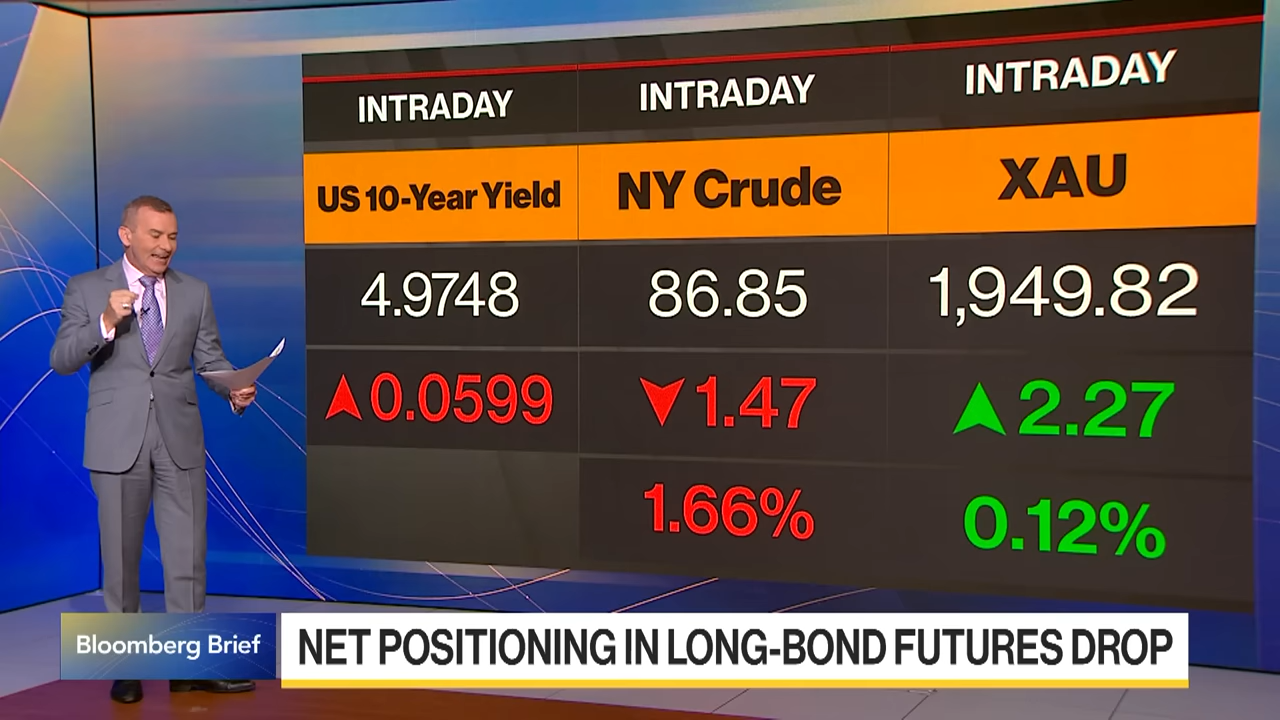 INTRADAY INTRADAY INTRADAY
US 10-Year Yield NY Crude XAU
4.9748 86.85 1,949.82
▲0.0599 ▼1.47 ▲2.27
1.66% 0.12%
Bloomberg Brief NET POSITIONING IN LONG-BOND FUTURES DROP